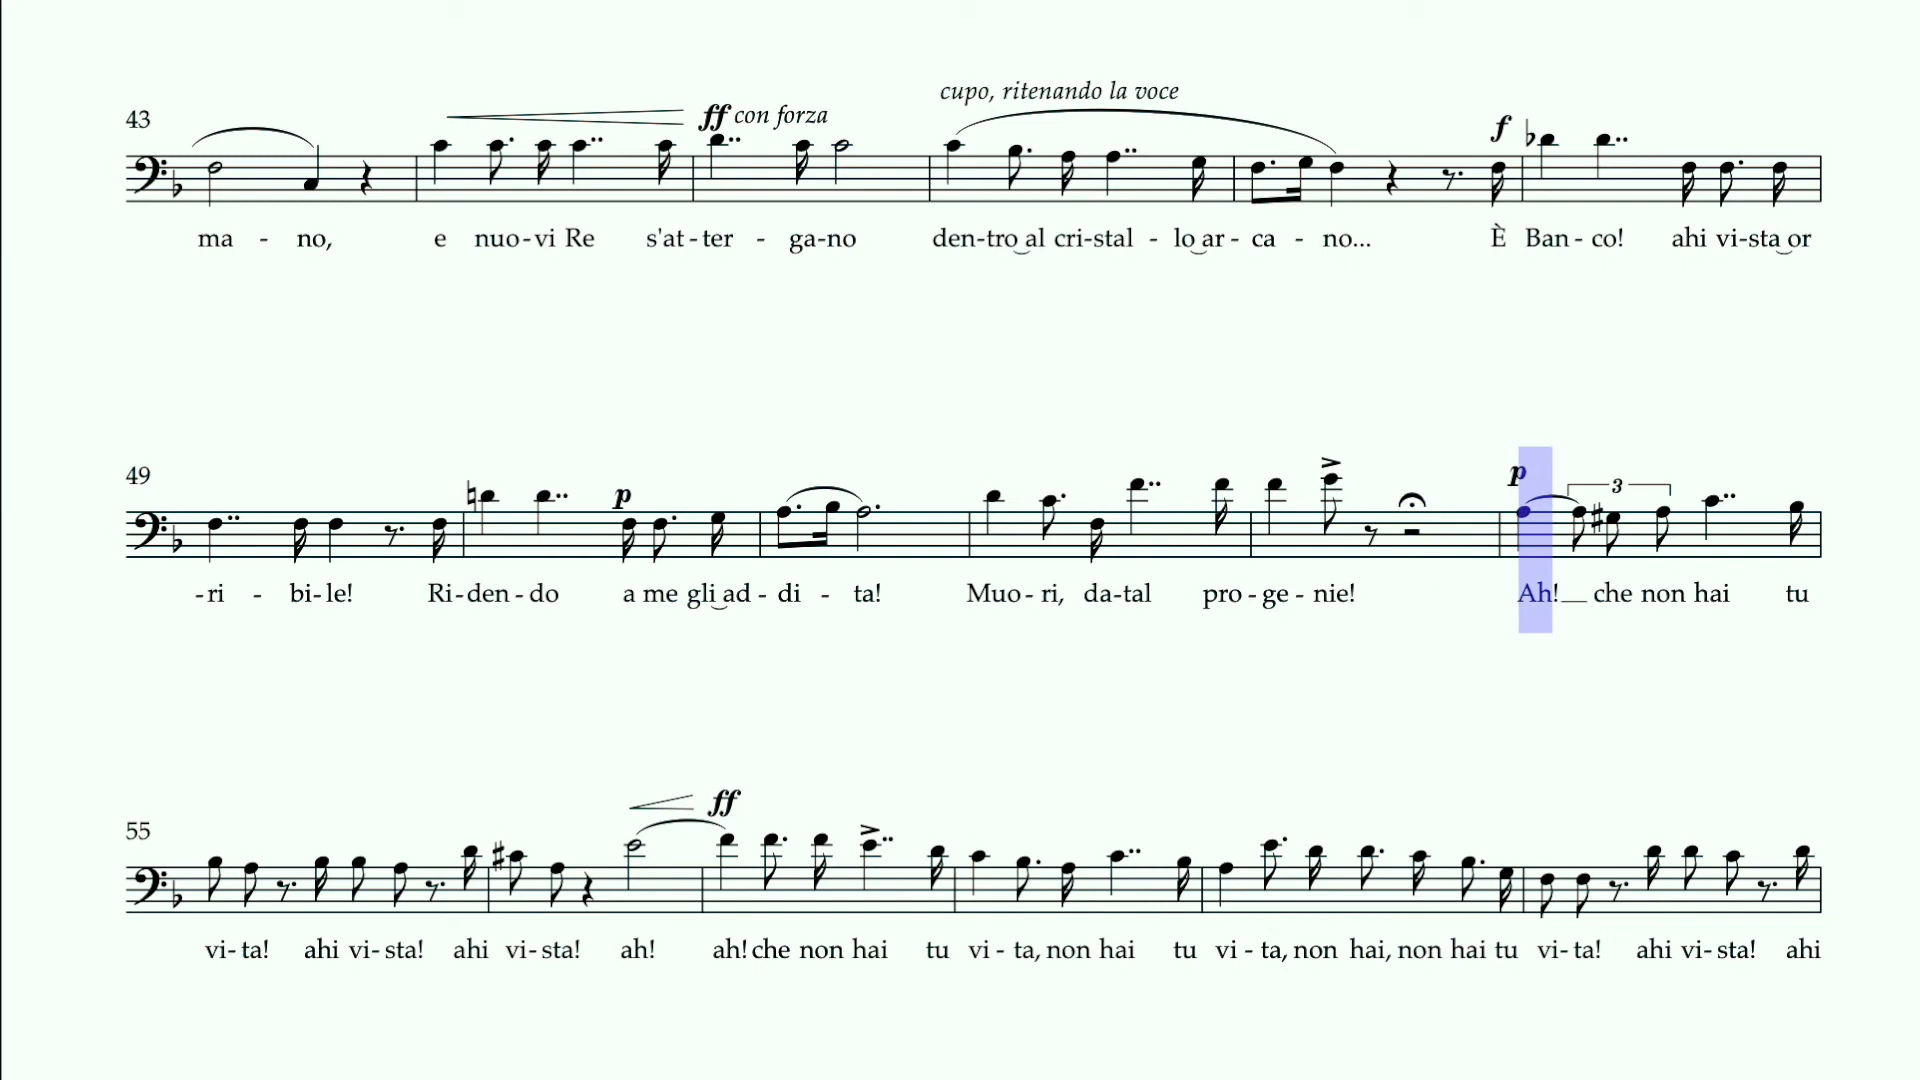 cupo, ritenando la voce
43 ff con forza f
ma - no, e nuo-vi Re s'at-ter - ga-no den-tro‿al cri-stal - lo‿ar - ca - no... È Ban - co! ahi vi-sta‿or
49 p p 3
-ri - bi-le! Ri-den - do a me gli‿ad - di - ta! Muo - ri, da-tal pro - ge - nie! Ah!__ che non hai tu
ff
55
vi- ta! ahi vi- sta! ahi vi- sta! ah! ah! che non hai tu vi - ta, non hai tu vi - ta, non hai, non hai tu vi- ta! ahi vi- sta! ahi